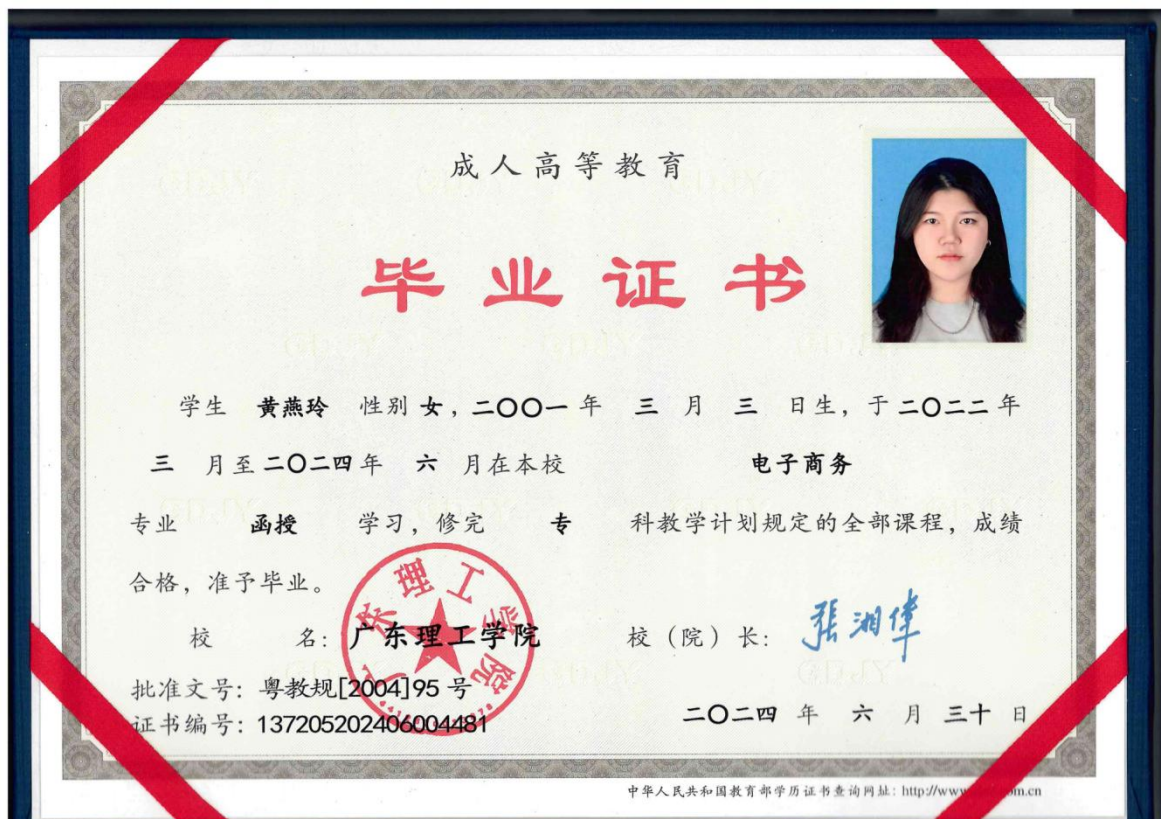 成人高等教育
毕业证书
学生 黄燕玲 性别 女，二〇〇一 年 三 月 三 日生，于 二〇二二 年
三 月至 二〇二四 年 六 月在本校 电子商务
专业 函授 学习，修完 专 科教学计划规定的全部课程，成绩
合格，准予毕业。
广东理工学院
校 名：广东理工学院 校（院）长： 张湘伟
批准文号：粤教规[2004]95 号
证书编号：137205202406004481 二〇二四 年 六 月 三十 日
中华人民共和国教育部学历证书查询网址：http://www